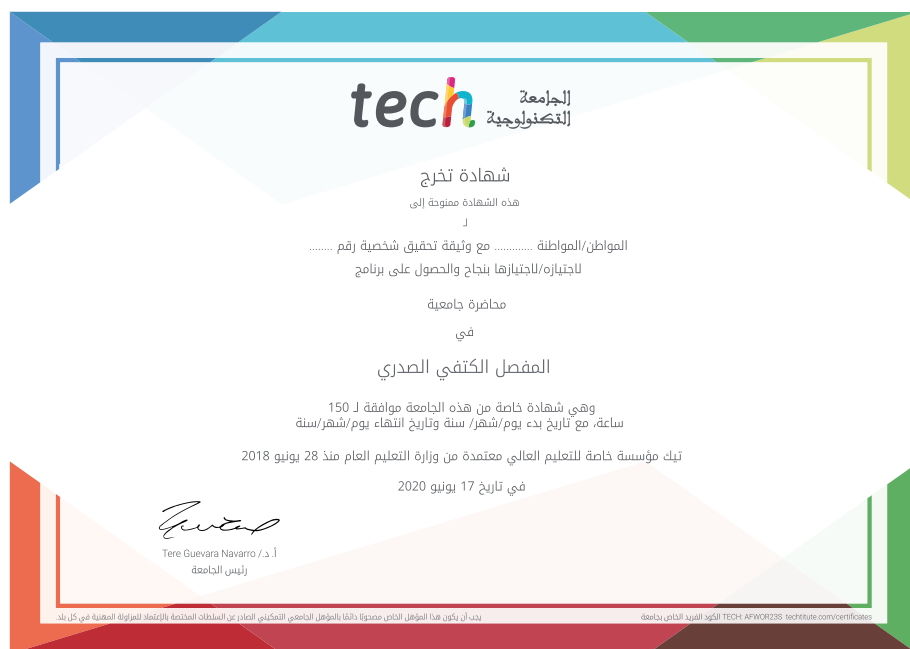 tech الجامعة
التكنولوجية
شهادة تخرج
هذه الشهادة ممنوحة إلى
لـ
المواطن/المواطنة ............. مع وثيقة تحقيق شخصية رقم ........
لاجتيازه/لاجتيازها بنجاح والحصول على برنامج
محاضرة جامعية
في
المفصل الكتفي الصدري
وهي شهادة خاصة من هذه الجامعة موافقة لـ 150
ساعة، مع تاريخ بدء يوم/شهر/ سنة وتاريخ انتهاء يوم/شهر/سنة
تيك مؤسسة خاصة للتعليم العالي معتمدة من وزارة التعليم العام منذ 28 يونيو 2018
في تاريخ 17 يونيو 2020
أ. د./ Tere Guevara Navarro
رئيس الجامعة
يجب أن يكون هذا المؤهل الخاص مصحوبًا دائمًا بالمؤهل الجامعي التمكيني الصادر عن السلطات المختصة بالإعتماد للمزاولة المهنية في كل بلد.
الكود الفريد الخاص بجامعة TECH: AFWOR23S techtitute.com/certificates